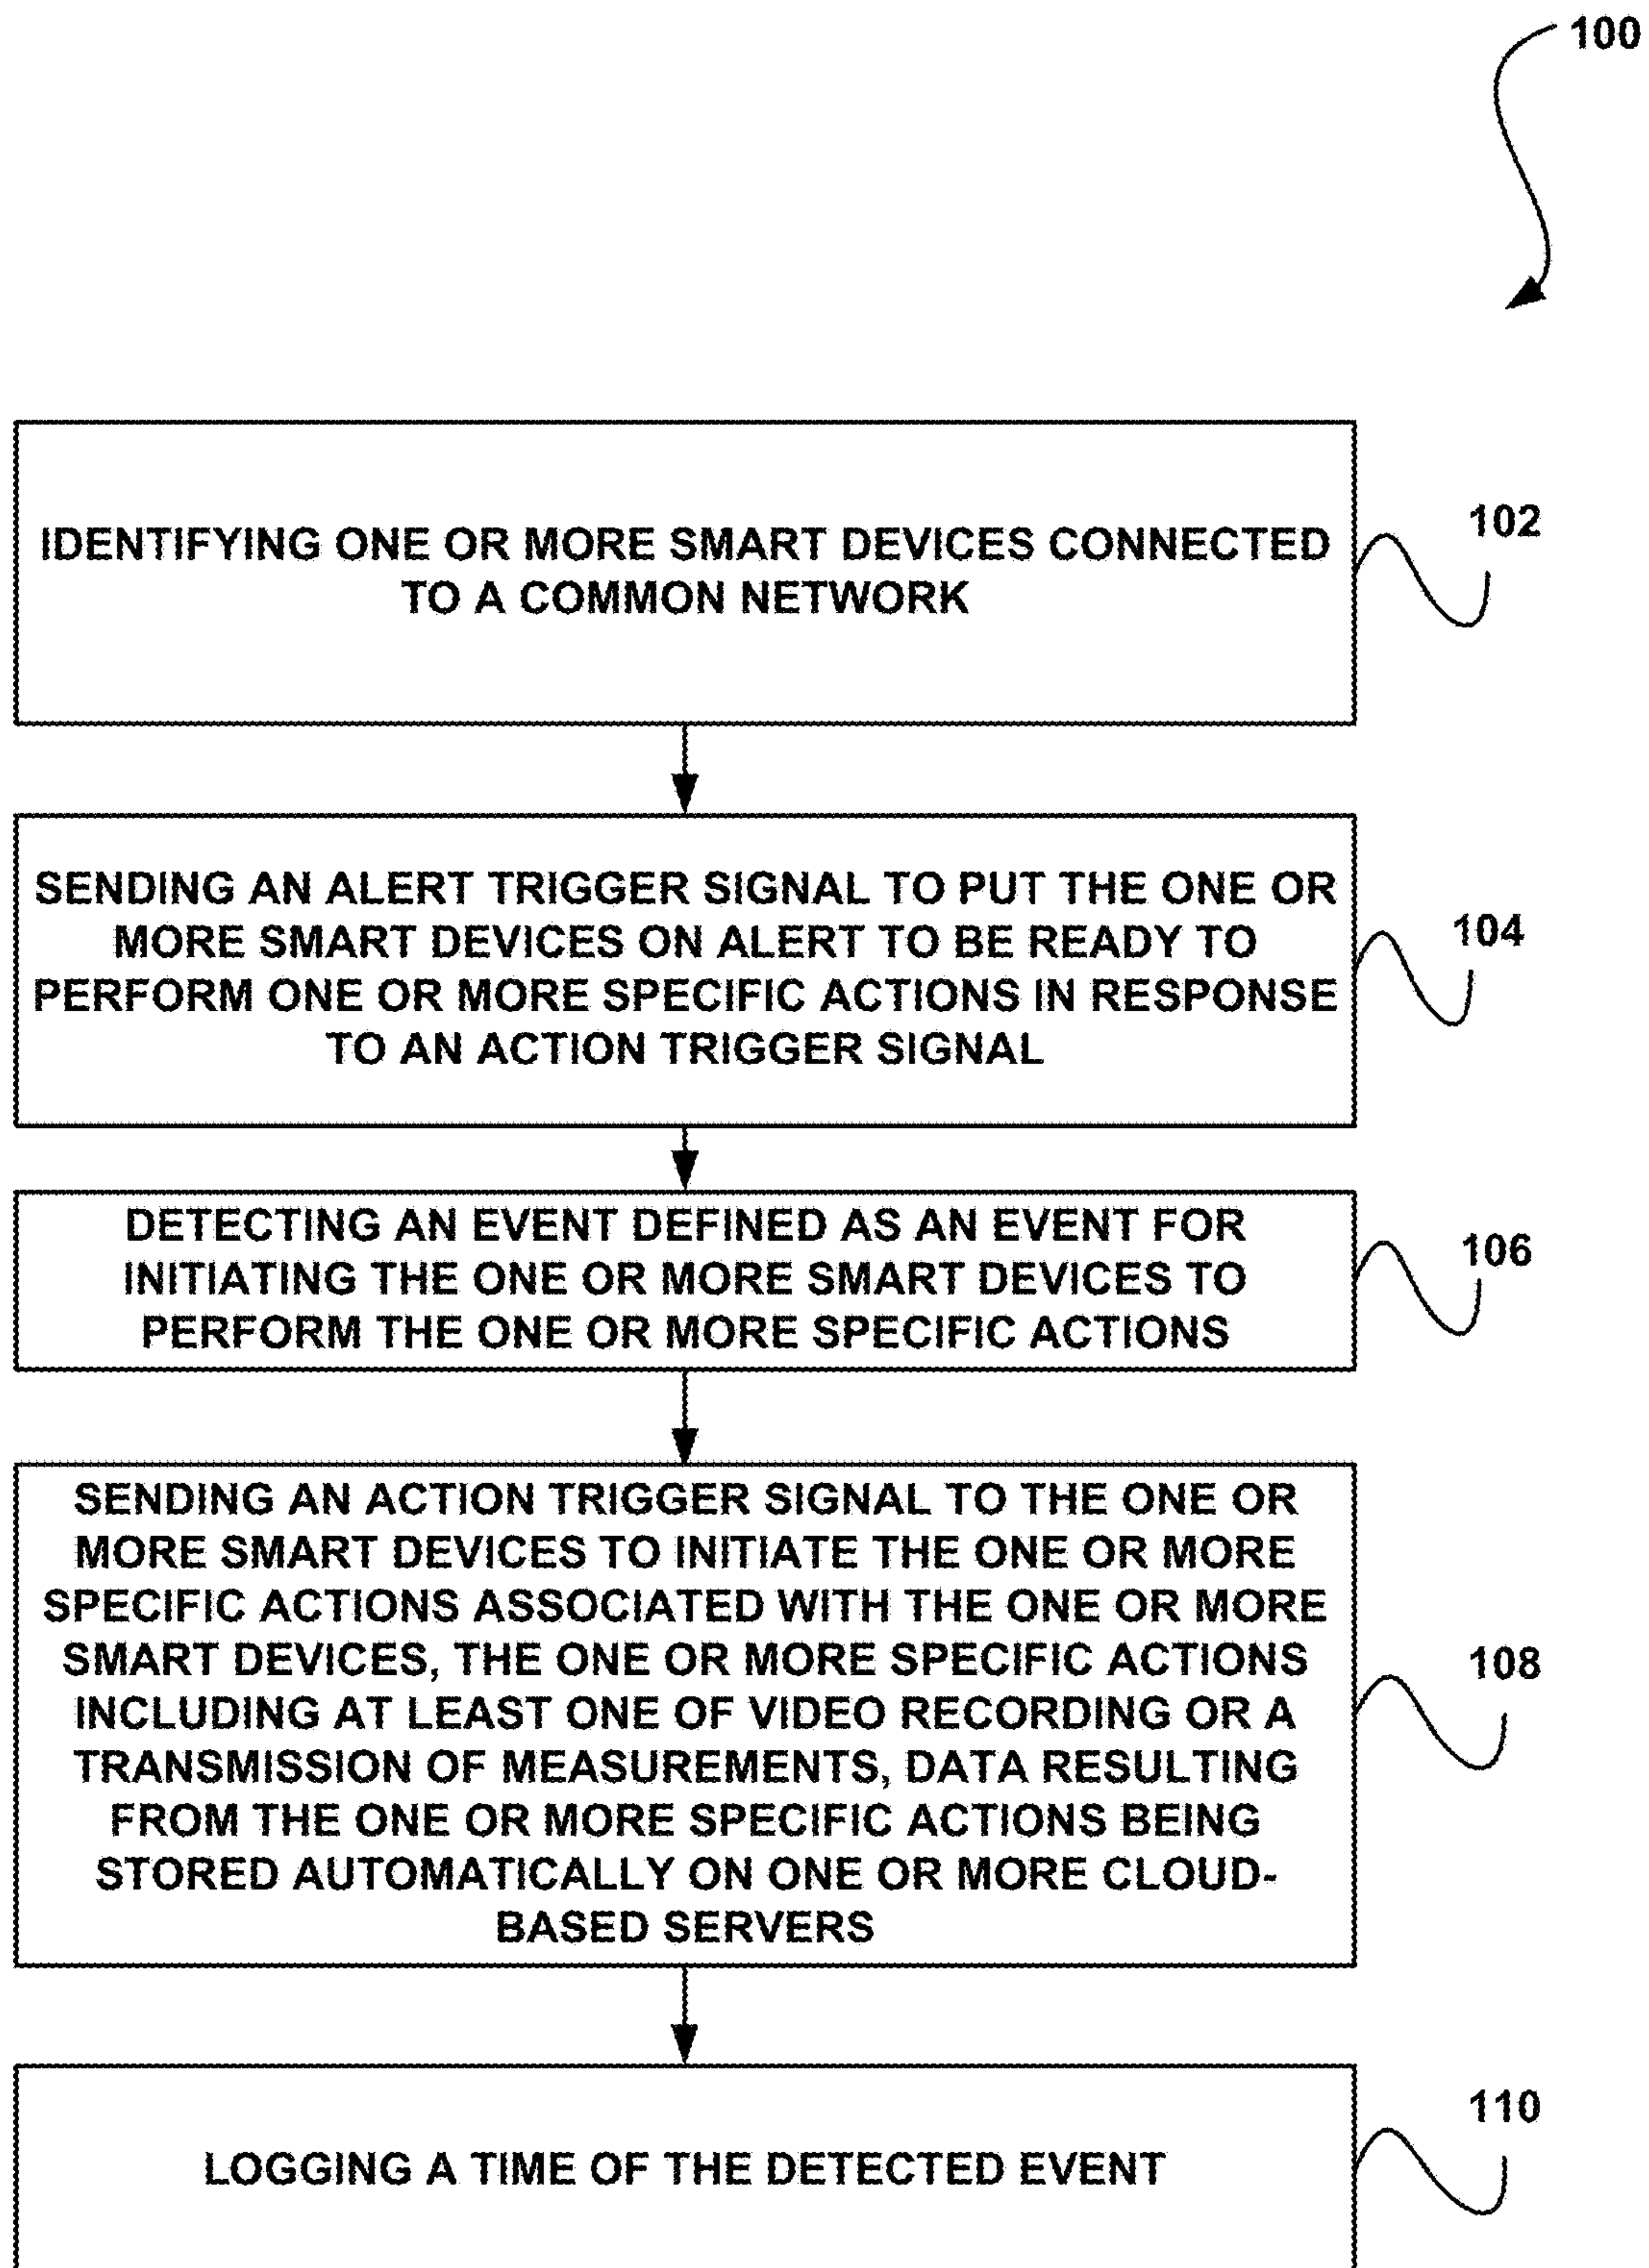 100
IDENTIFYING ONE OR MORE SMART DEVICES CONNECTED
TO A COMMON NETWORK
102
SENDING AN ALERT TRIGGER SIGNAL TO PUT THE ONE OR
MORE SMART DEVICES ON ALERT TO BE READY TO
PERFORM ONE OR MORE SPECIFIC ACTIONS IN RESPONSE
TO AN ACTION TRIGGER SIGNAL
104
DETECTING AN EVENT DEFINED AS AN EVENT FOR
INITIATING THE ONE OR MORE SMART DEVICES TO
PERFORM THE ONE OR MORE SPECIFIC ACTIONS
106
SENDING AN ACTION TRIGGER SIGNAL TO THE ONE OR
MORE SMART DEVICES TO INITIATE THE ONE OR MORE
SPECIFIC ACTIONS ASSOCIATED WITH THE ONE OR MORE
SMART DEVICES, THE ONE OR MORE SPECIFIC ACTIONS
INCLUDING AT LEAST ONE OF VIDEO RECORDING OR A
TRANSMISSION OF MEASUREMENTS, DATA RESULTING
FROM THE ONE OR MORE SPECIFIC ACTIONS BEING
STORED AUTOMATICALLY ON ONE OR MORE CLOUD-
BASED SERVERS
108
LOGGING A TIME OF THE DETECTED EVENT
110